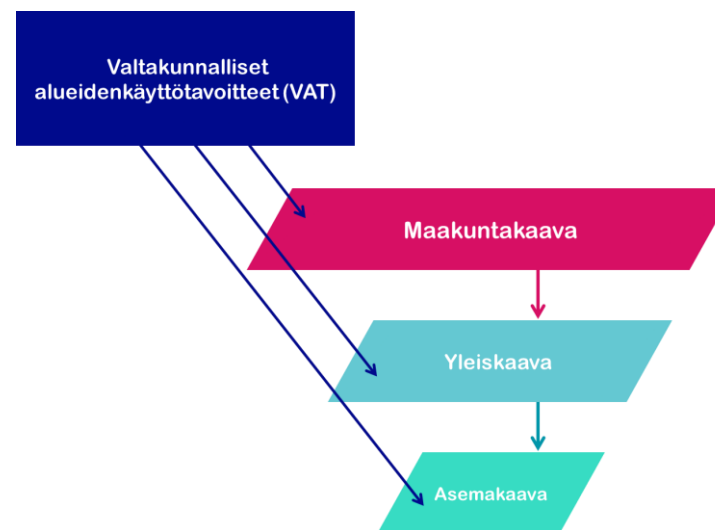 Valtakunnalliset
alueidenkäyttötavoitteet (VAT)
Maakuntakaava
Yleiskaava
Asemakaava